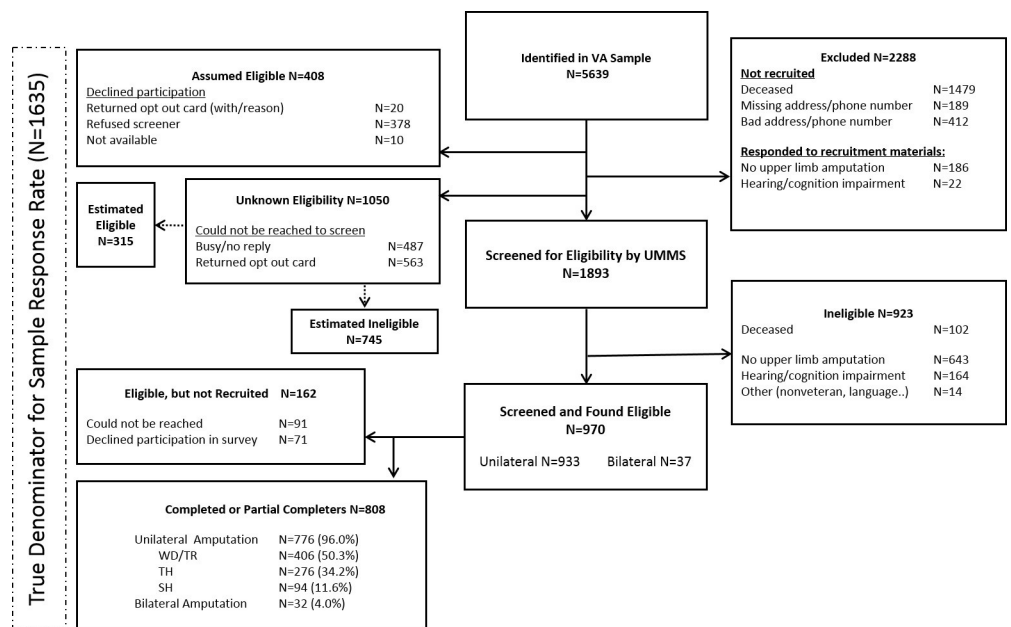 True Denominator for Sample Response Rate (N=1635)
Identified in VA Sample
N=5639
Assumed Eligible N=408
Declined participation
Returned opt out card (with/reason) N=20
Refused screener N=378
Not available N=10
Excluded N=2288
Not recruited
Deceased N=1479
Missing address/phone number N=189
Bad address/phone number N=412
Responded to recruitment materials:
No upper limb amputation N=186
Hearing/cognition impairment N=22
Unknown Eligibility N=1050
Could not be reached to screen
Busy/no reply N=487
Returned opt out card N=563
Estimated
Eligible
N=315
Estimated Ineligible
N=745
Screened for Eligibility by UMMS
N=1893
Ineligible N=923
Deceased N=102
No upper limb amputation N=643
Hearing/cognition impairment N=164
Other (nonveteran, language..) N=14
Screened and Found Eligible
N=970
Unilateral N=933 Bilateral N=37
Eligible, but not Recruited N=162
Could not be reached N=91
Declined participation in survey N=71
Completed or Partial Completers N=808
Unilateral Amputation N=776 (96.0%)
WD/TR N=406 (50.3%)
TH N=276 (34.2%)
SH N=94 (11.6%)
Bilateral Amputation N=32 (4.0%)